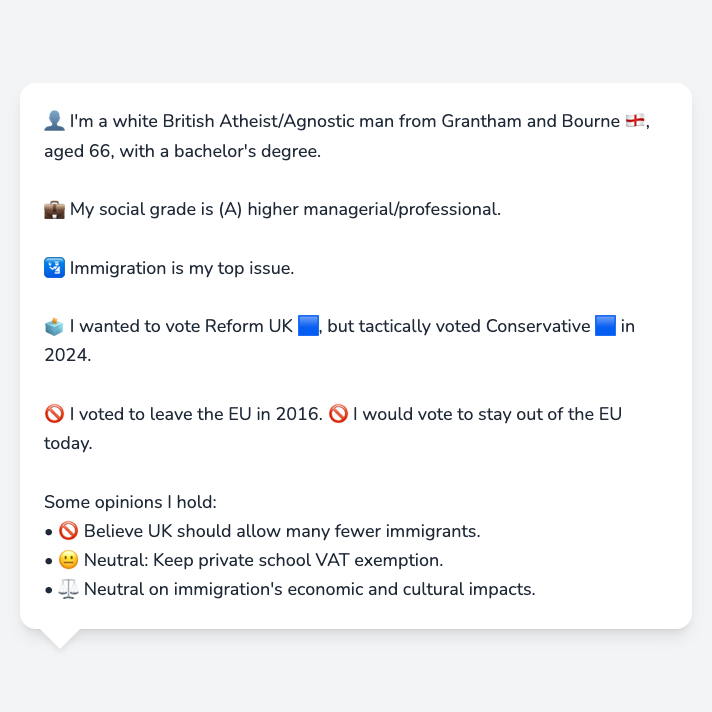 👤 I'm a white British Atheist/Agnostic man from Grantham and Bourne 🏴󠁧󠁢󠁥󠁮󠁧󠁿,
aged 66, with a bachelor's degree.
💼 My social grade is (A) higher managerial/professional.
🛂 Immigration is my top issue.
🗳️ I wanted to vote Reform UK 🟦, but tactically voted Conservative 🟦 in
2024.
🚫 I voted to leave the EU in 2016. 🚫 I would vote to stay out of the EU
today.
Some opinions I hold:
• 🚫 Believe UK should allow many fewer immigrants.
• 😐 Neutral: Keep private school VAT exemption.
• ⚖️ Neutral on immigration's economic and cultural impacts.